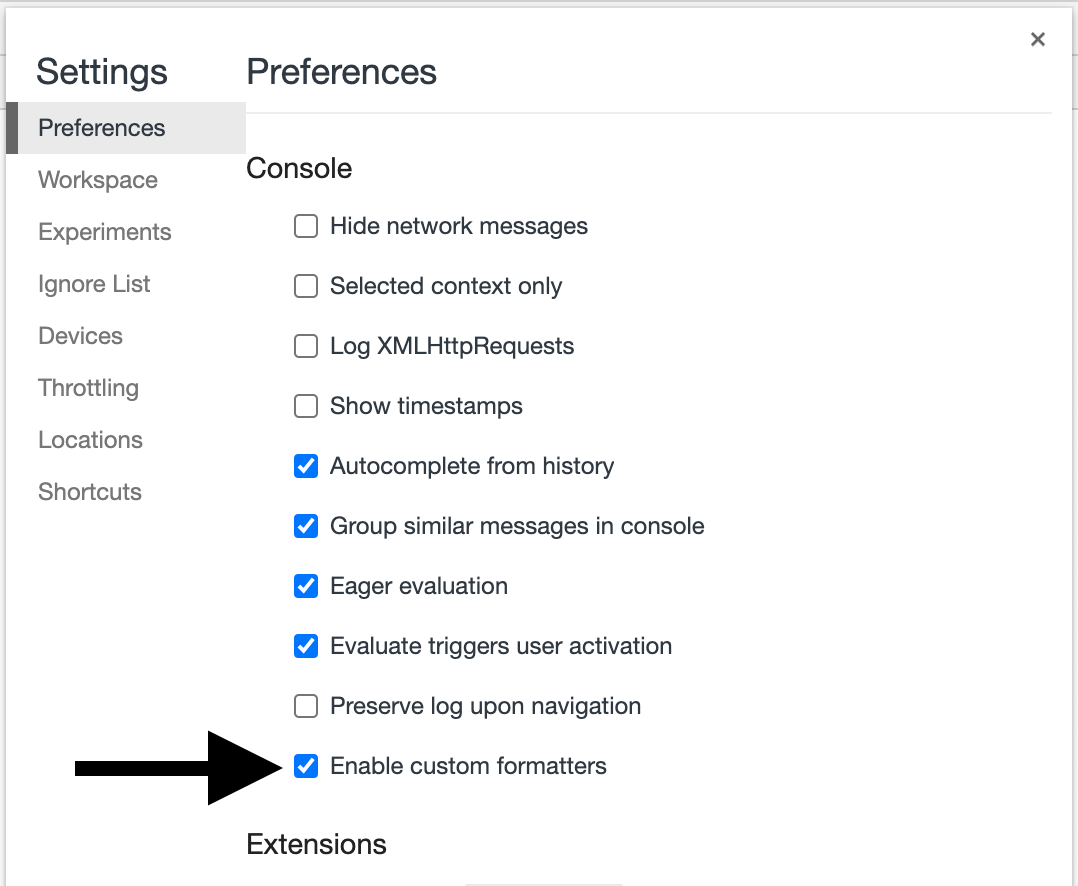 Settings
Preferences
Workspace
Experiments
Ignore List
Devices
Throttling
Locations
Shortcuts
Preferences
Console
Hide network messages
Selected context only
Log XMLHttpRequests
Show timestamps
Autocomplete from history
Group similar messages in console
Eager evaluation
Evaluate triggers user activation
Preserve log upon navigation
Enable custom formatters
Extensions